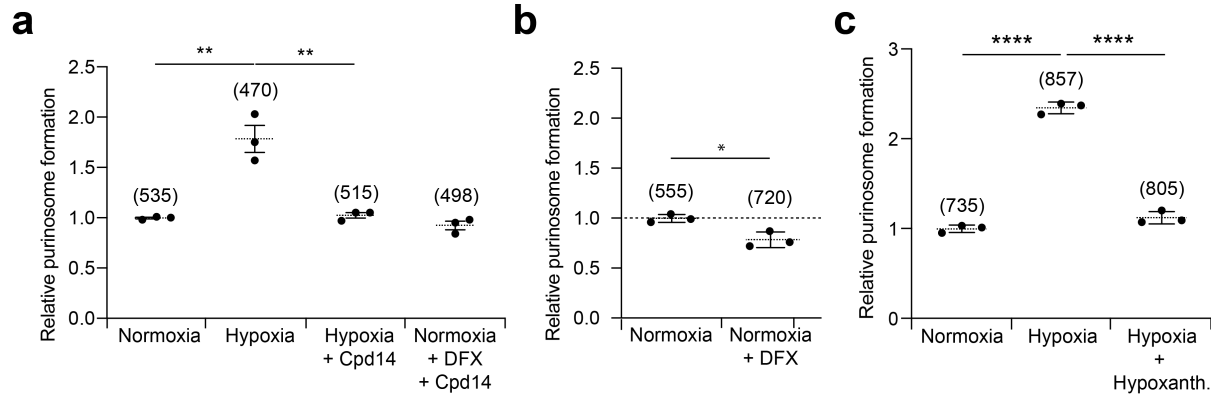 a
** **
2.5
2.0
1.5
1.0
0.5
0.0
Relative purinosome formation
(535)
(470)
(515)
(498)
Normoxia
Hypoxia
Hypoxia
+ Cpd14
Normoxia
+ DFX
+ Cpd14
b
*
2.5
2.0
1.5
1.0
0.5
0.0
Relative purinosome formation
(555)
(720)
Normoxia
Normoxia
+ DFX
c
**** ****
3
2
1
0
Relative purinosome formation
(735)
(857)
(805)
Normoxia
Hypoxia
Hypoxia
+
Hypoxanth.